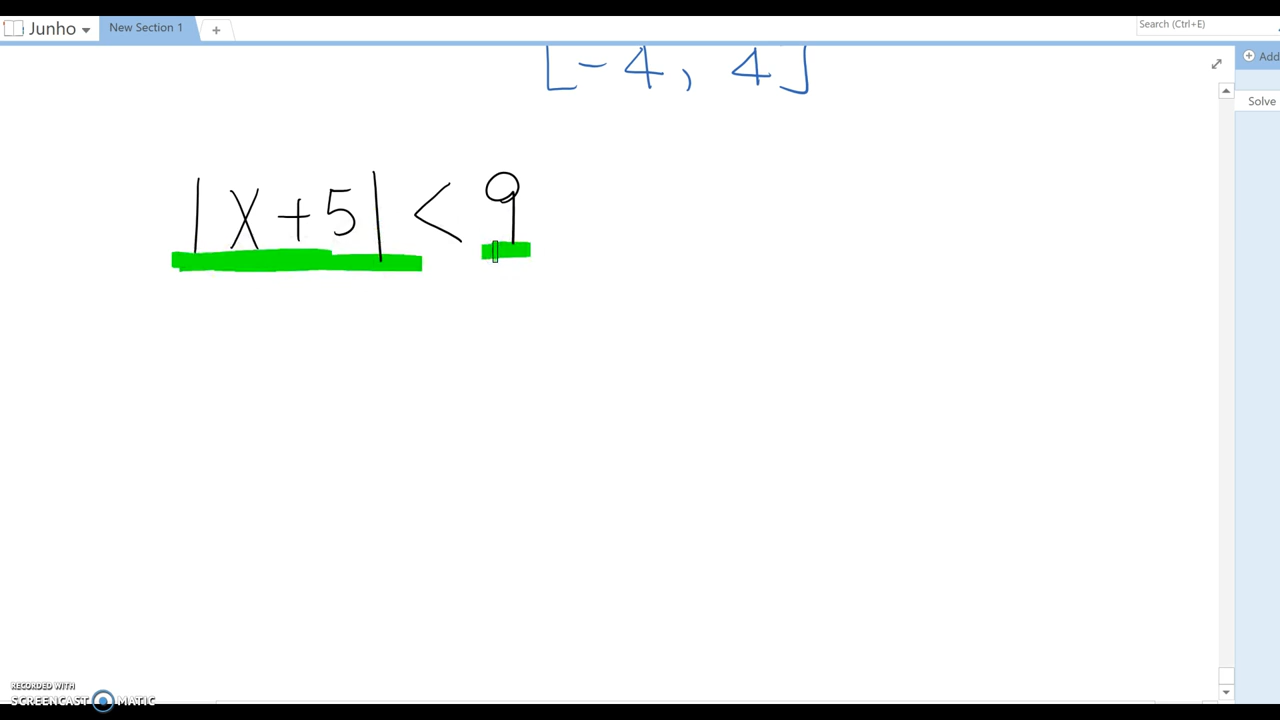 Junho
New Section 1
+
Search (Ctrl+E)
Add
[-4, 4]
Solve
|x+5| < 9
RECORDED WITH
SCREENCAST MATIC